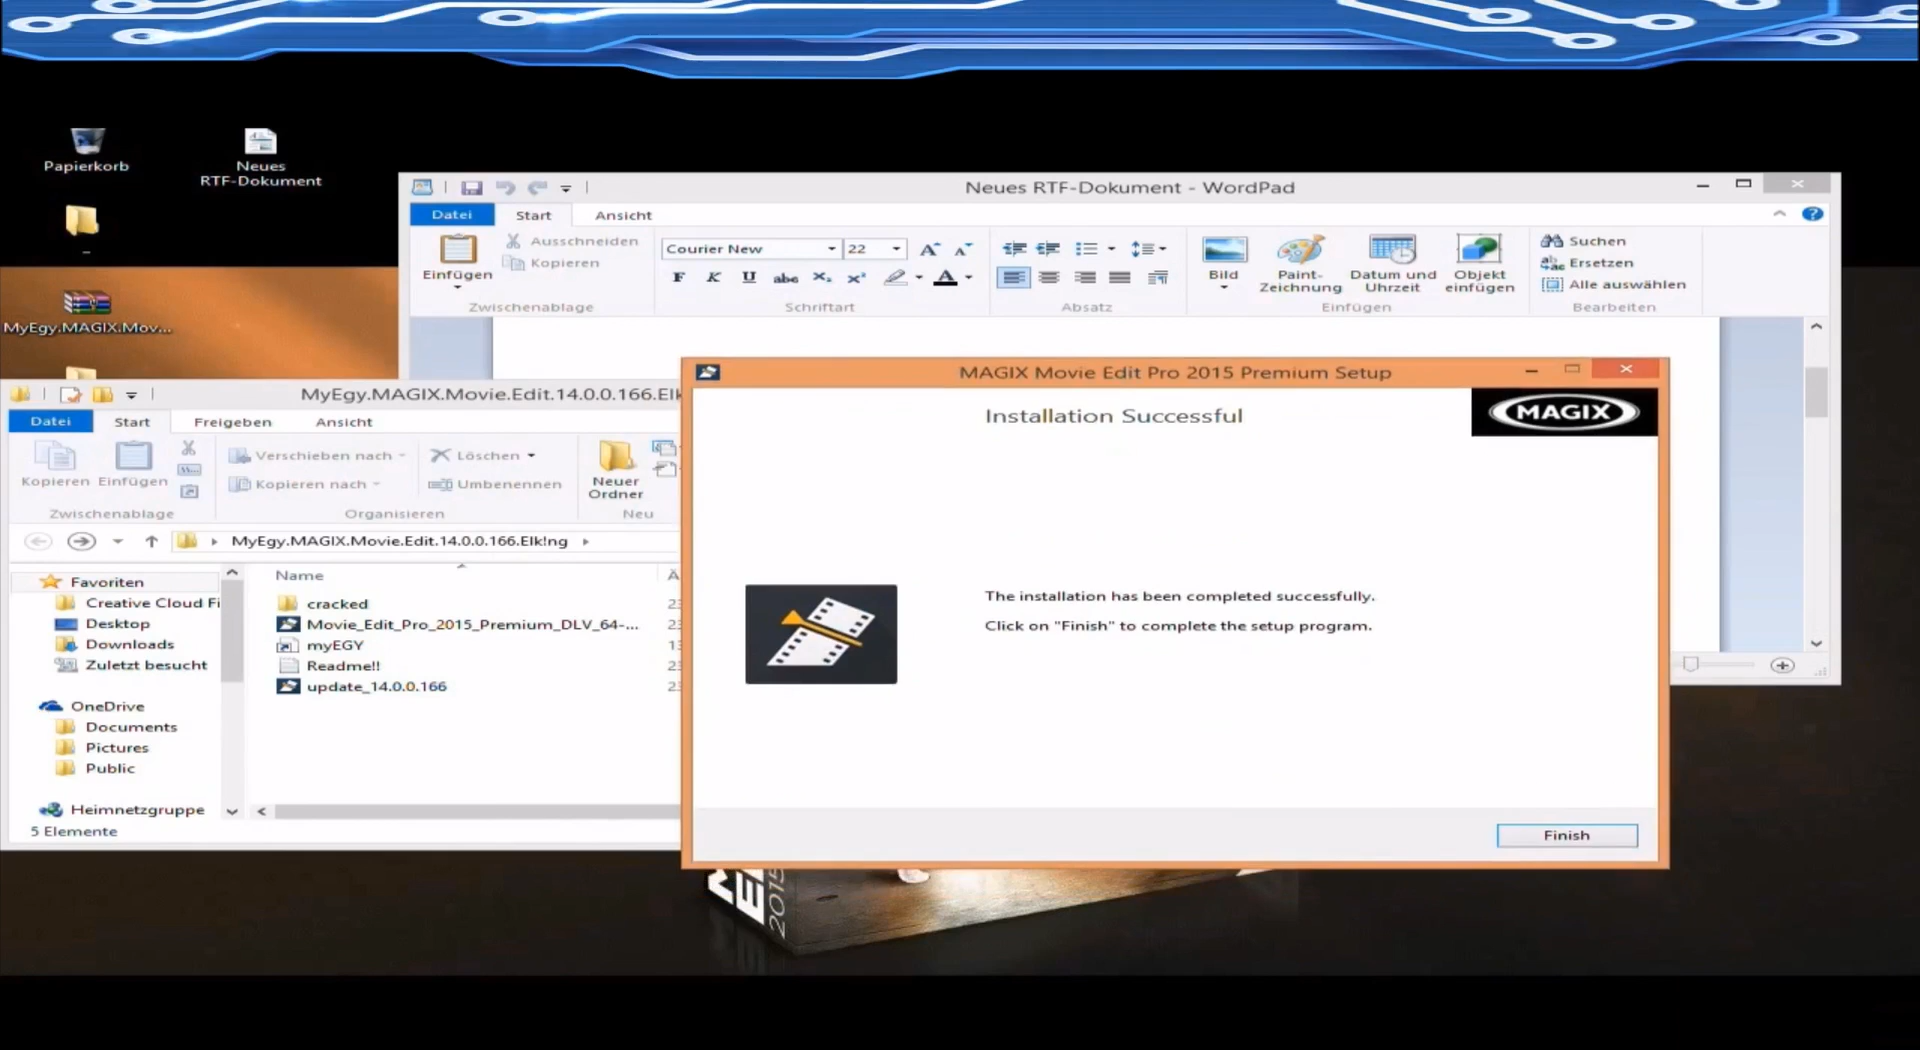 Papierkorb
Neues
RTF-Dokument
MyEgy.MAGIX.Mov...
Neues RTF-Dokument - WordPad
Datei Start Ansicht
Einfügen
Ausschneiden
Kopieren
Zwischenablage
Courier New 22
F K U abc X₂ X²
A
Schriftart
Absatz
Bild
Paint-
Zeichnung
Datum und
Uhrzeit
Objekt
einfügen
Einfügen
Suchen
Ersetzen
Alle auswählen
Bearbeiten
MyEgy.MAGIX.Movie.Edit.14.0.0.166.Elk
Datei Start Freigeben Ansicht
Kopieren Einfügen
Zwischenablage
Verschieben nach
Kopieren nach
Löschen
Umbenennen
Organisieren
Neuer
Ordner
Neu
MyEgy.MAGIX.Movie.Edit.14.0.0.166.Elk!ng
Favoriten
Creative Cloud Fi
Desktop
Downloads
Zuletzt besucht
OneDrive
Documents
Pictures
Public
Heimnetzgruppe
5 Elemente
Name
Ä
cracked
Movie_Edit_Pro_2015_Premium_DLV_64-...
myEGY
Readme!!
update_14.0.0.166
MAGIX Movie Edit Pro 2015 Premium Setup
Installation Successful
MAGIX
The installation has been completed successfully.
Click on "Finish" to complete the setup program.
Finish
2015